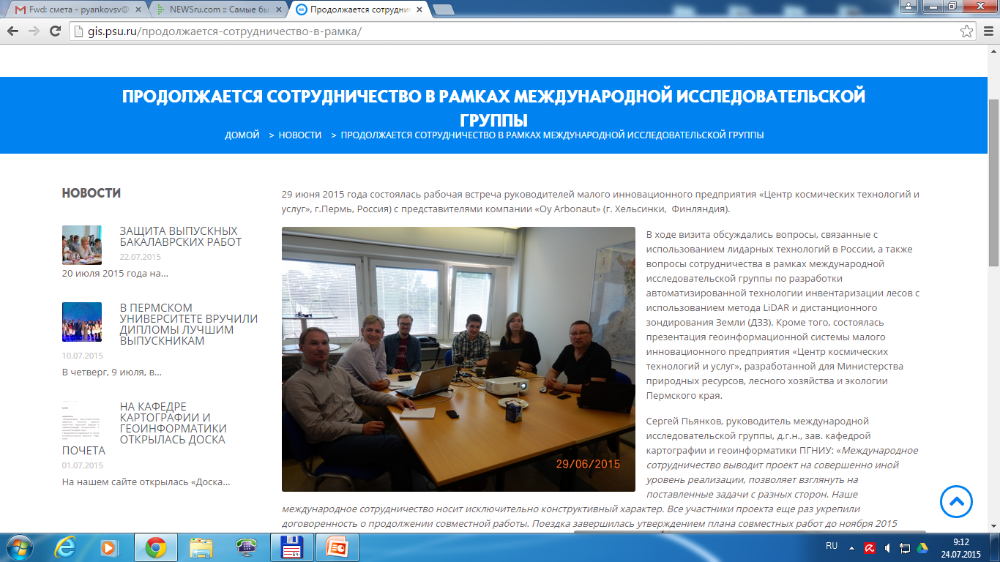 Fwd: смета - pyankovsv@
NEWSru.com :: Самые бы
Продолжается сотрудни
gis.psu.ru/продолжается-сотрудничество-в-рамка/
ПРОДОЛЖАЕТСЯ СОТРУДНИЧЕСТВО В РАМКАХ МЕЖДУНАРОДНОЙ ИССЛЕДОВАТЕЛЬСКОЙ
ГРУППЫ
ДОМОЙ > НОВОСТИ > ПРОДОЛЖАЕТСЯ СОТРУДНИЧЕСТВО В РАМКАХ МЕЖДУНАРОДНОЙ ИССЛЕДОВАТЕЛЬСКОЙ ГРУППЫ
НОВОСТИ
ЗАЩИТА ВЫПУСКНЫХ
БАКАЛАВРСКИХ РАБОТ
22.07.2015
20 июля 2015 года на...
В ПЕРМСКОМ
УНИВЕРСИТЕТЕ ВРУЧИЛИ
ДИПЛОМЫ ЛУЧШИМ
ВЫПУСКНИКАМ
10.07.2015
В четверг, 9 июля, в...
НА КАФЕДРЕ
КАРТОГРАФИИ И
ГЕОИНФОРМАТИКИ
ОТКРЫЛАСЬ ДОСКА
ПОЧЕТА
01.07.2015
На нашем сайте открылась «Доска...
29 июня 2015 года состоялась рабочая встреча руководителей малого инновационного предприятия «Центр космических технологий и
услуг», г.Пермь, Россия) с представителями компании «Oy Arbonaut» (г. Хельсинки, Финляндия).
29/06/2015
В ходе визита обсуждались вопросы, связанные с
использованием лидарных технологий в России, а также
вопросы сотрудничества в рамках международной
исследовательской группы по разработки
автоматизированной технологии инвентаризации лесов с
использованием метода LiDAR и дистанционного
зондирования Земли (ДЗЗ). Кроме того, состоялась
презентация геоинформационной системы малого
инновационного предприятия «Центр космических
технологий и услуг», разработанной для Министерства
природных ресурсов, лесного хозяйства и экологии
Пермского края.
Сергей Пьянков, руководитель международной
исследовательской группы, д.г.н., зав. кафедрой
картографии и геоинформатики ПГНИУ: «Международное
сотрудничество выводит проект на совершенно иной
уровень реализации, позволяет взглянуть на
поставленные задачи с разных сторон. Наше
международное сотрудничество носит исключительно конструктивный характер. Все участники проекта еще раз укрепили
договоренность о продолжении совместной работы. Поездка завершилась утверждением плана совместных работ до ноября 2015
RU
9:12
24.07.2015